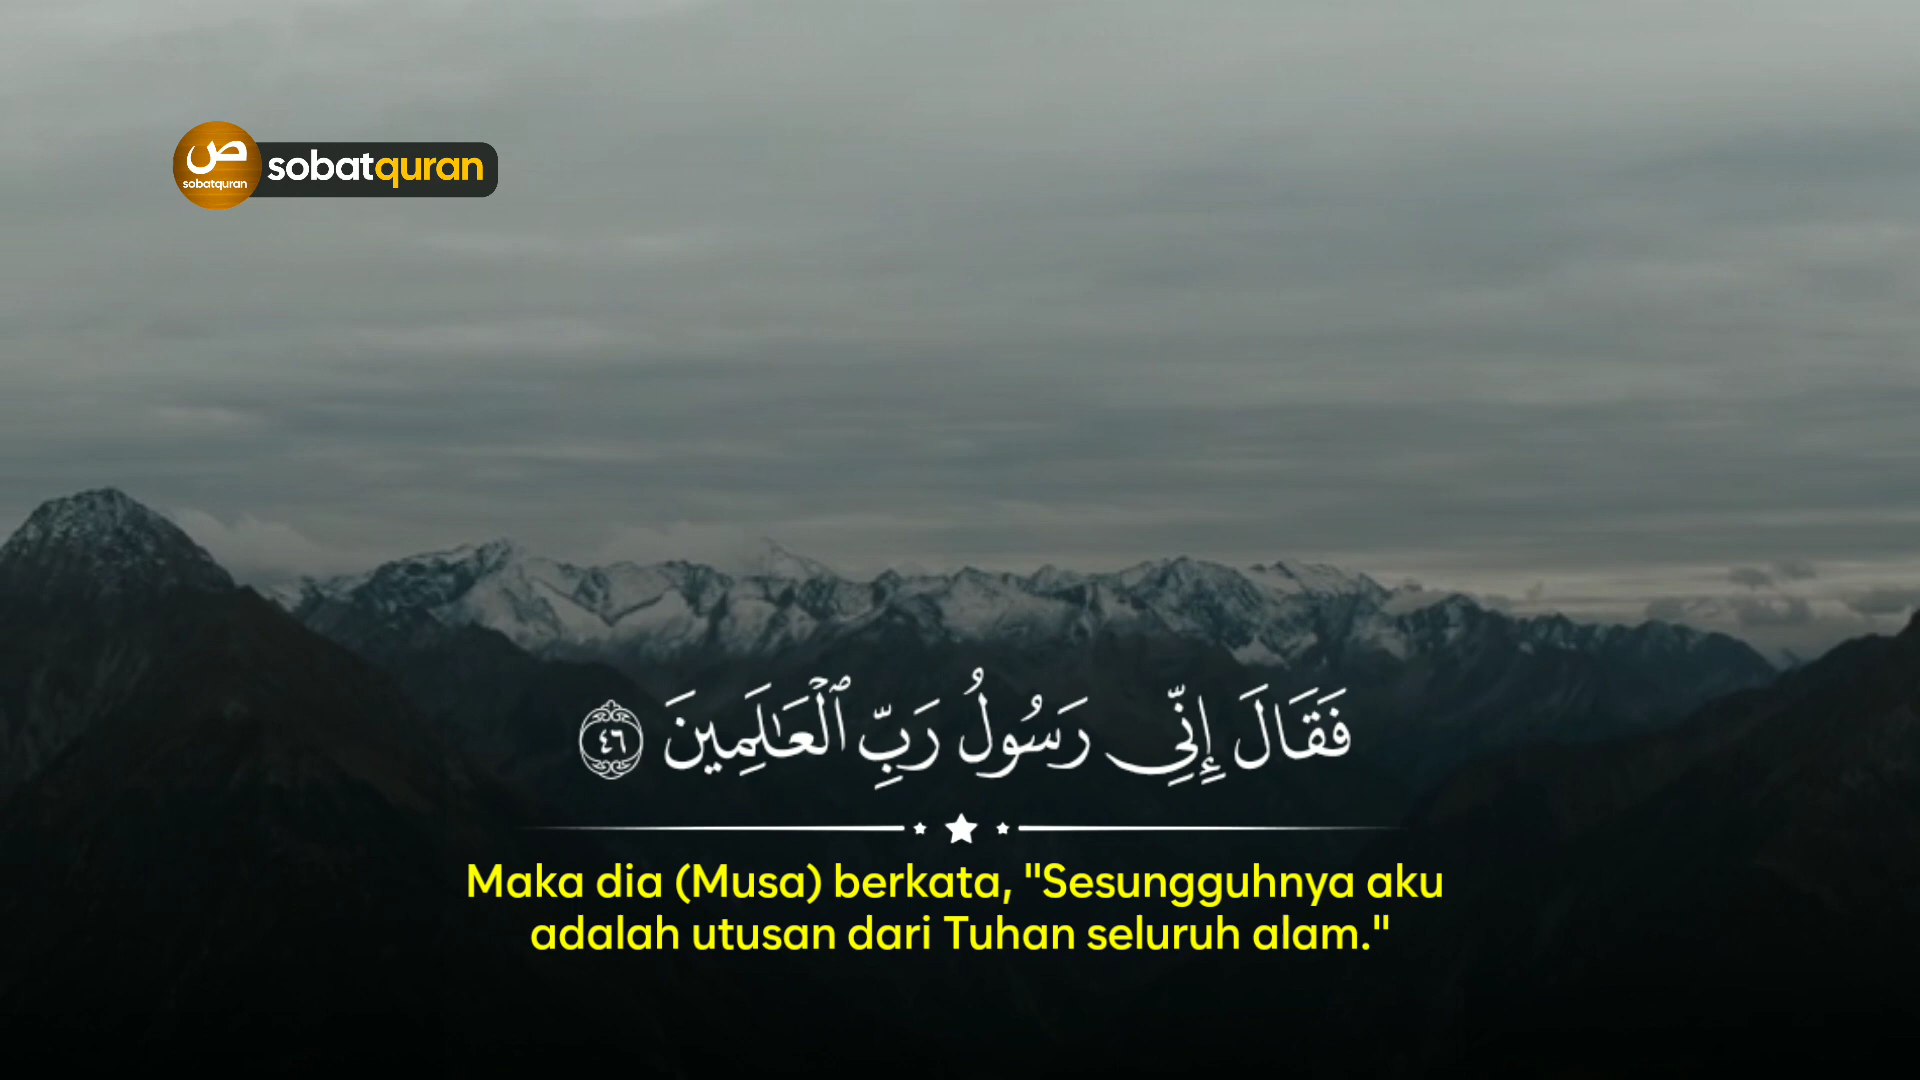 ص
sobatquran
sobatquran
فَقَالَ إِنِّي رَسُولُ رَبِّ ٱلْعَـٰلَمِينَ ٤٦
Maka dia (Musa) berkata, "Sesungguhnya aku
adalah utusan dari Tuhan seluruh alam."